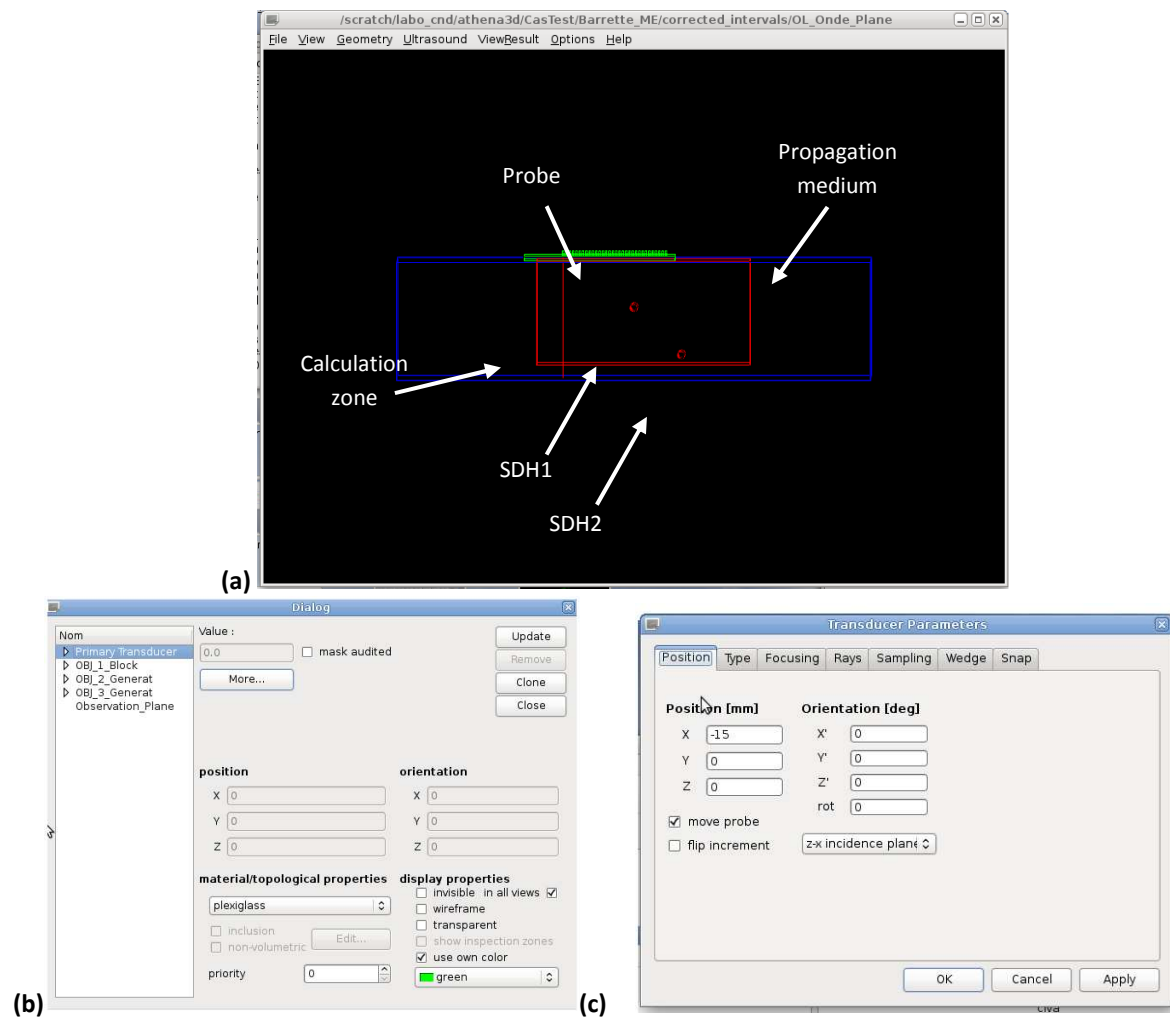 /scratch/labo_cnd/athena3d/CasTest/Barrette_ME/corrected_intervals/OL_Onde_Plane
File View Geometry Ultrasound ViewResult Options Help
Probe
Propagation
medium
Calculation
zone
SDH1
SDH2
(a)
Dialog
Nom
Primary Transducer
OBJ_1_Block
OBJ_2_Generat
OBJ_3_Generat
Observation_Plane
Value :
0.0 mask audited
More...
Update
Remove
Clone
Close
position
X 0
Y 0
Z 0
orientation
X 0
Y 0
Z 0
material/topological properties
plexiglass
inclusion
non-volumetric
Edit...
priority 0
display properties
invisible in all views
wireframe
transparent
show inspection zones
use own color
green
(b)
Transducer Parameters
Position Type Focusing Rays Sampling Wedge Snap
Position [mm]
X -15
Y 0
Z 0
move probe
flip increment
Orientation [deg]
X' 0
Y' 0
Z' 0
rot 0
z-x incidence plane
OK Cancel Apply
(c)